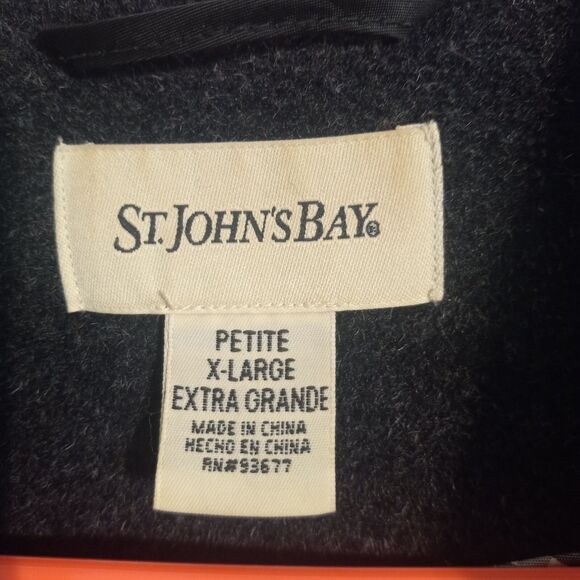 ST. JOHN'S BAY®
PETITE
X-LARGE
EXTRA GRANDE
MADE IN CHINA
HECHO EN CHINA
RN#93677